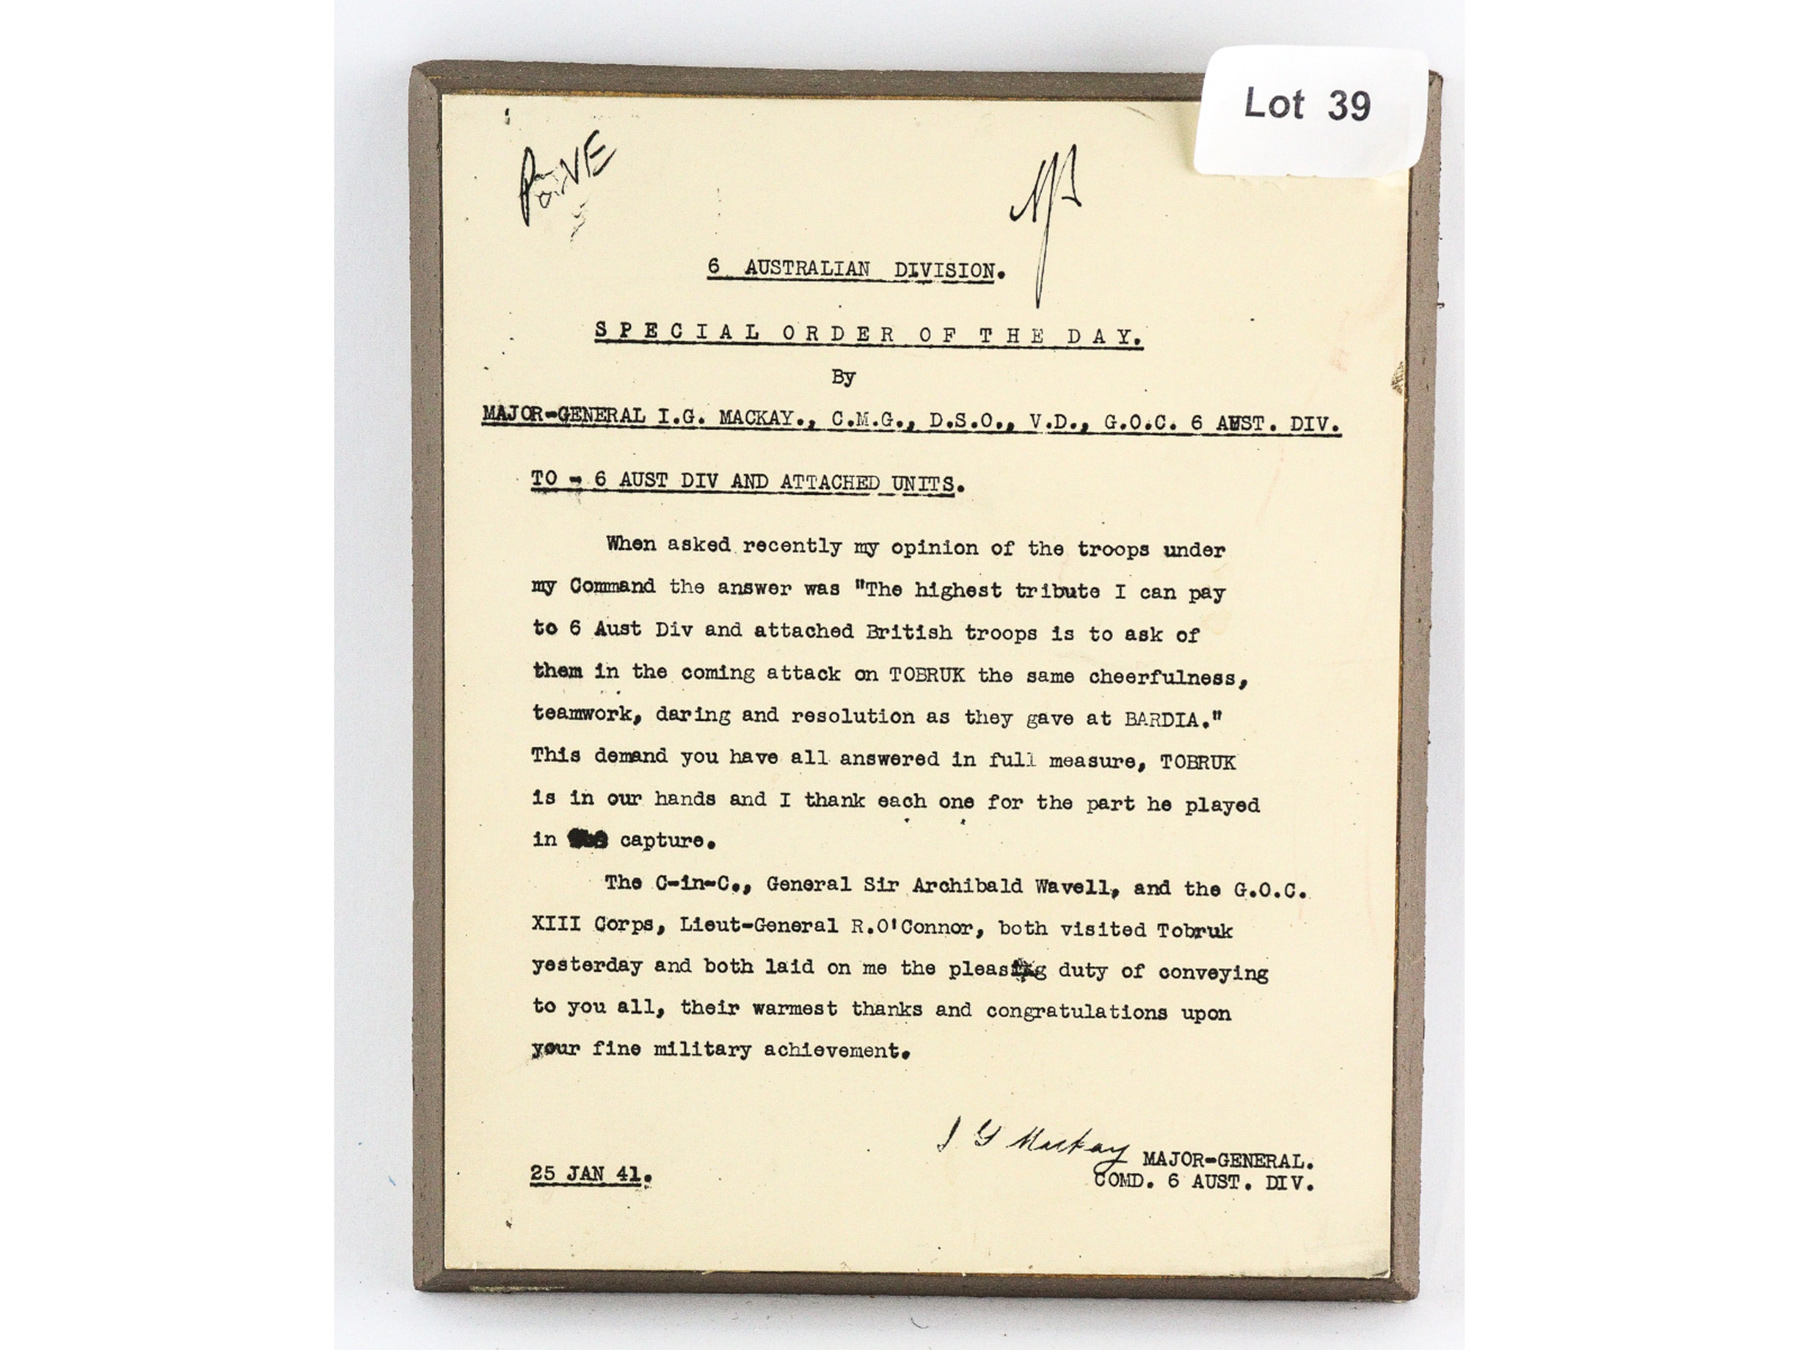 Lot 39
6 AUSTRALIAN DIVISION.
SPECIAL ORDER OF THE DAY.
By
MAJOR-GENERAL I.G. MACKAY., C.M.G., D.S.O., V.D., G.O.C. 6 AUST. DIV.
TO - 6 AUST DIV AND ATTACHED UNITS.
When asked recently my opinion of the troops under
my Command the answer was "The highest tribute I can pay
to 6 Aust Div and attached British troops is to ask of
them in the coming attack on TOBRUK the same cheerfulness,
teamwork, daring and resolution as they gave at BARDIA."
This demand you have all answered in full measure, TOBRUK
is in our hands and I thank each one for the part he played
in capture.
The C-in-C., General Sir Archibald Wavell, and the G.O.C.
XIII Corps, Lieut-General R.O'Connor, both visited Tobruk
yesterday and both laid on me the pleasing duty of conveying
to you all, their warmest thanks and congratulations upon
your fine military achievement.
I G Mackay MAJOR-GENERAL.
25 JAN 41.
COMD. 6 AUST. DIV.